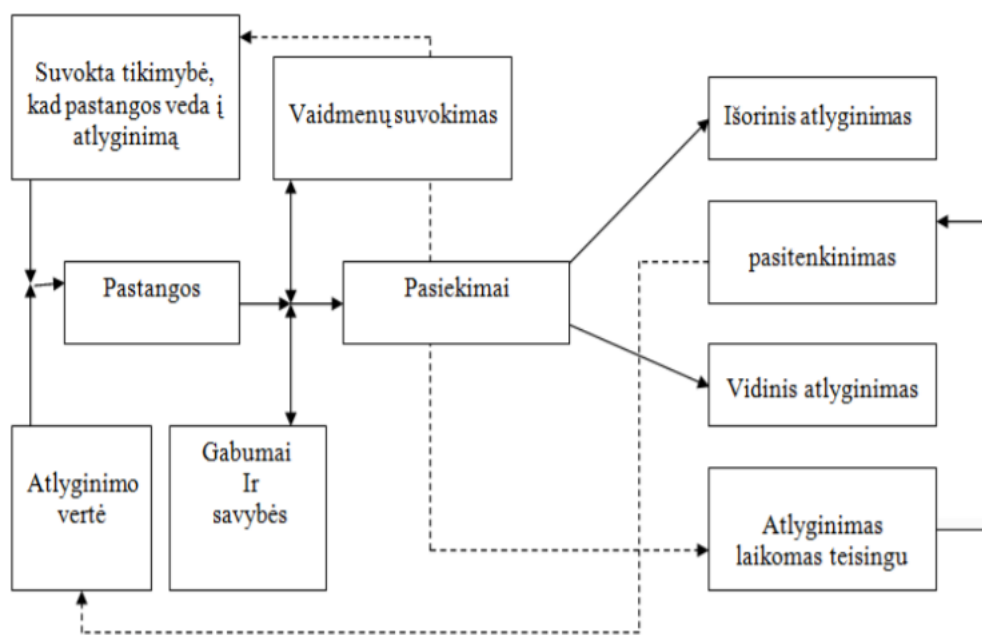 Suvokta tikimybė,
kad pastangos veda į
atlyginimą
Vaidmenų suvokimas
Išorinis atlyginimas
pasitenkinimas
Pastangos
Pasiekimai
Vidinis atlyginimas
Atlyginimo
vertė
Gabumai
Ir
savybės
Atlyginimas
laikomas teisingu